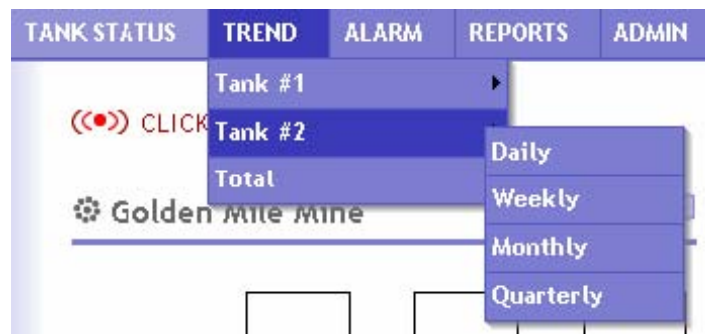 TANK STATUS TREND ALARM REPORTS ADMIN
Tank #1
((•)) CLICK
Tank #2
Daily
Total
Weekly
Golden Mile Mine
Monthly
Quarterly